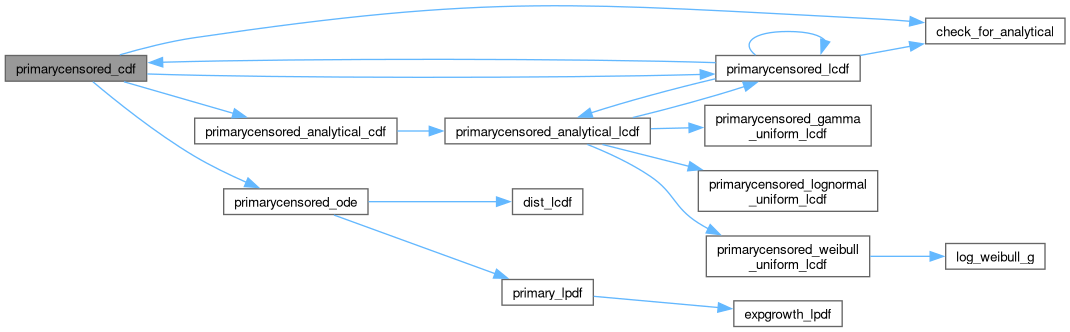 check_for_analytical
primarycensored_cdf
primarycensored_lcdf
primarycensored_analytical_cdf
primarycensored_analytical_lcdf
primarycensored_gamma
_uniform_lcdf
primarycensored_lognormal
_uniform_lcdf
primarycensored_ode
dist_lcdf
primarycensored_weibull
_uniform_lcdf
log_weibull_g
primary_lpdf
expgrowth_lpdf